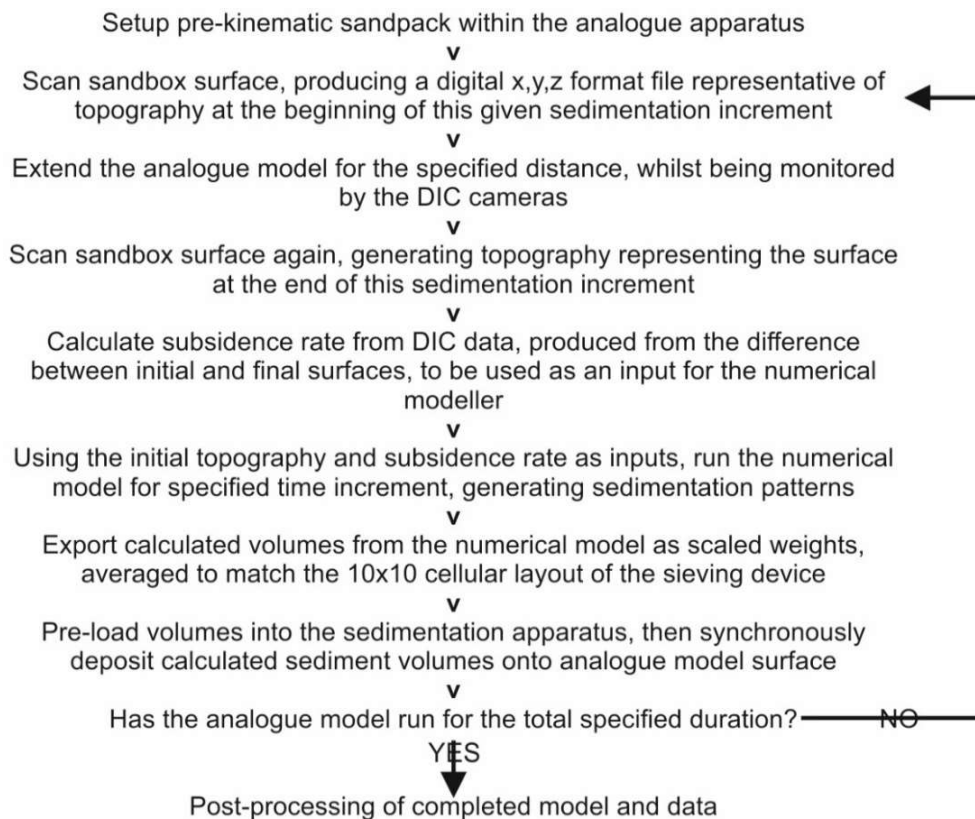 Setup pre-kinematic sandpack within the analogue apparatus
v
Scan sandbox surface, producing a digital x,y,z format file representative of
topography at the beginning of this given sedimentation increment
v
Extend the analogue model for the specified distance, whilst being monitored
by the DIC cameras
v
Scan sandbox surface again, generating topography representing the surface
at the end of this sedimentation increment
v
Calculate subsidence rate from DIC data, produced from the difference
between initial and final surfaces, to be used as an input for the numerical
modeller
v
Using the initial topography and subsidence rate as inputs, run the numerical
model for specified time increment, generating sedimentation patterns
v
Export calculated volumes from the numerical model as scaled weights,
averaged to match the 10x10 cellular layout of the sieving device
v
Pre-load volumes into the sedimentation apparatus, then synchronously
deposit calculated sediment volumes onto analogue model surface
v
Has the analogue model run for the total specified duration? NO
YES
Post-processing of completed model and data